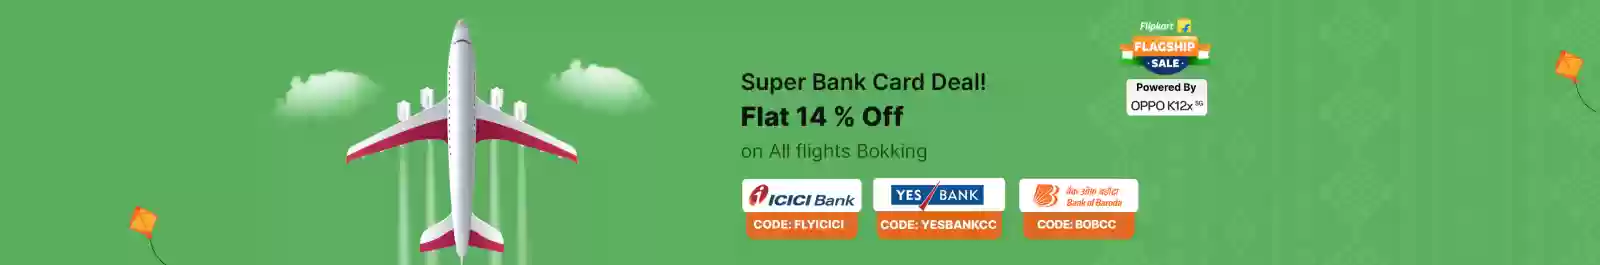 Flipkart
FLAGSHIP
SALE
Powered By
OPPO K12x 5G
Super Bank Card Deal!
Flat 14 % Off
on All flights Bokking
ICICI Bank
CODE: FLYICICI
YES BANK
CODE: YESBANKCC
बैंक ऑफ़ बड़ौदा
Bank of Baroda
CODE: BOBCC